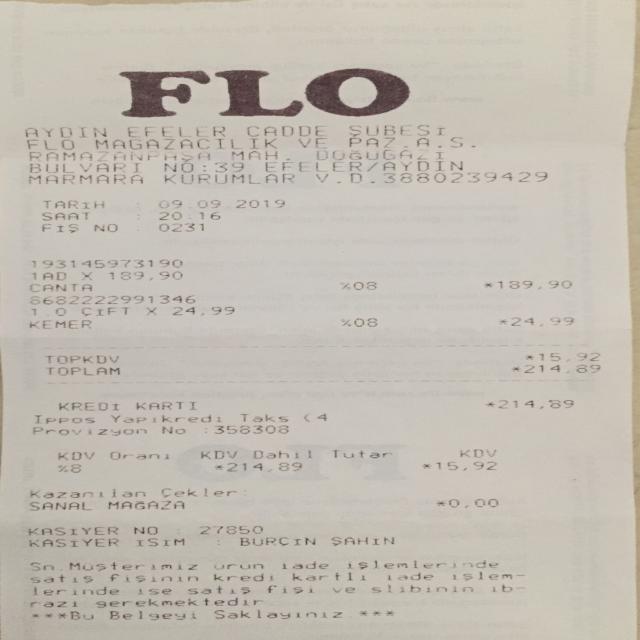 FLO
AYDIN EFELER CADDE ŞUBESİ
FLO MAĞAZACILIK VE PAZ.A.S.
RAMAZANPAŞA MAH. DOĞUGAZİ
BULVARI NO:39 EFELER/AYDIN
MARMARA KURUMLAR V.D.3880239429
TARİH : 09.09.2019
SAAT : 20:16
FİŞ NO : 0231
193145973190
1AD X 189,90
CANTA %08 *189,90
8682222991346
1.0 ÇİFT X 24,99
KEMER %08 *24,99
TOPKDV *15,92
TOPLAM *214,89
KREDİ KARTI *214,89
Ippos Yapıkredi Taks (4
Provizyon No :358308
KDV Oranı KDV Dahil Tutar KDV
%8 *214,89 *15,92
Kazanılan Çekler:
SANAL MAĞAZA *0,00
KASİYER NO : 27850
KASİYER İSİM : BURÇİN ŞAHİN
Sn.Müşterimiz ürün iade işlemlerinde
satış fişinin kredi kartlı iade işlem-
lerinde ise satış fişi ve slibinin ib-
razı gerekmektedir.
***Bu Belgeyi Saklayınız.***